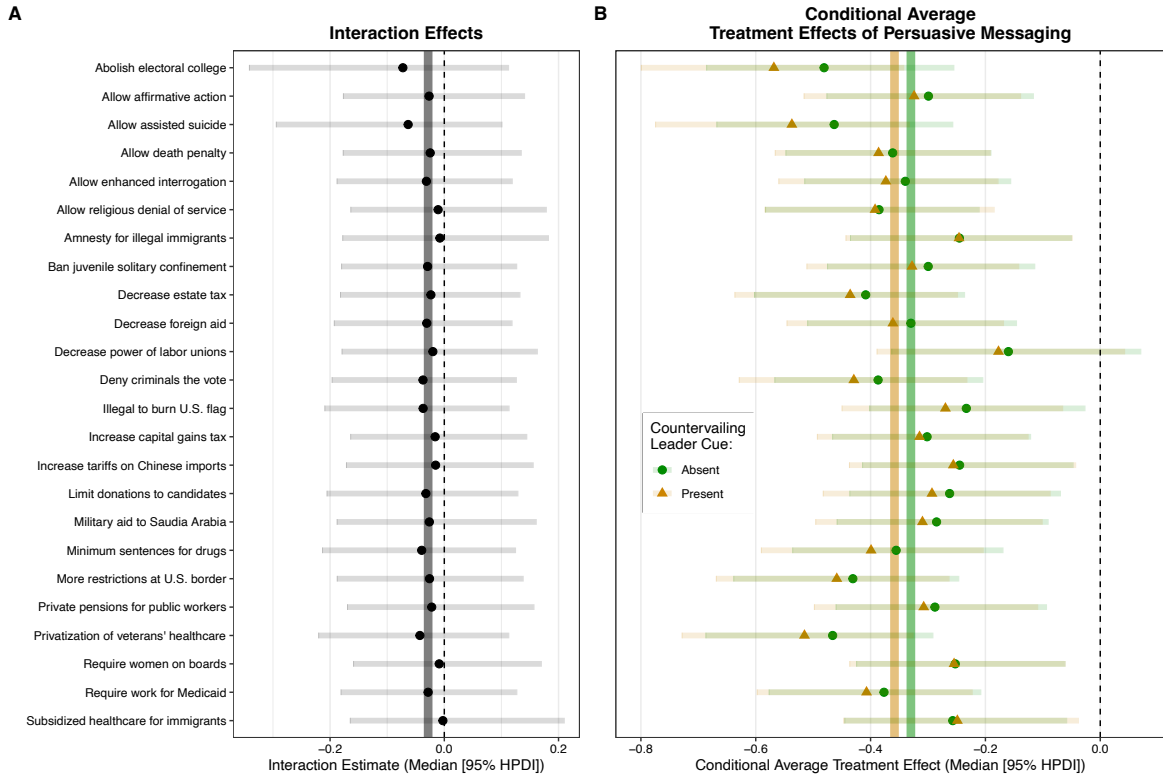 A
B
Interaction Effects
Conditional Average
Treatment Effects of Persuasive Messaging
Abolish electoral college
Allow affirmative action
Allow assisted suicide
Allow death penalty
Allow enhanced interrogation
Allow religious denial of service
Amnesty for illegal immigrants
Ban juvenile solitary confinement
Decrease estate tax
Decrease foreign aid
Decrease power of labor unions
Deny criminals the vote
Illegal to burn U.S. flag
Increase capital gains tax
Increase tariffs on Chinese imports
Limit donations to candidates
Military aid to Saudia Arabia
Minimum sentences for drugs
More restrictions at U.S. border
Private pensions for public workers
Privatization of veterans' healthcare
Require women on boards
Require work for Medicaid
Subsidized healthcare for immigrants
Countervailing
Leader Cue:
Absent
Present
−0.2 0.0 0.2
Interaction Estimate (Median [95% HPDI])
−0.8 −0.6 −0.4 −0.2 0.0
Conditional Average Treatment Effect (Median [95% HPDI])